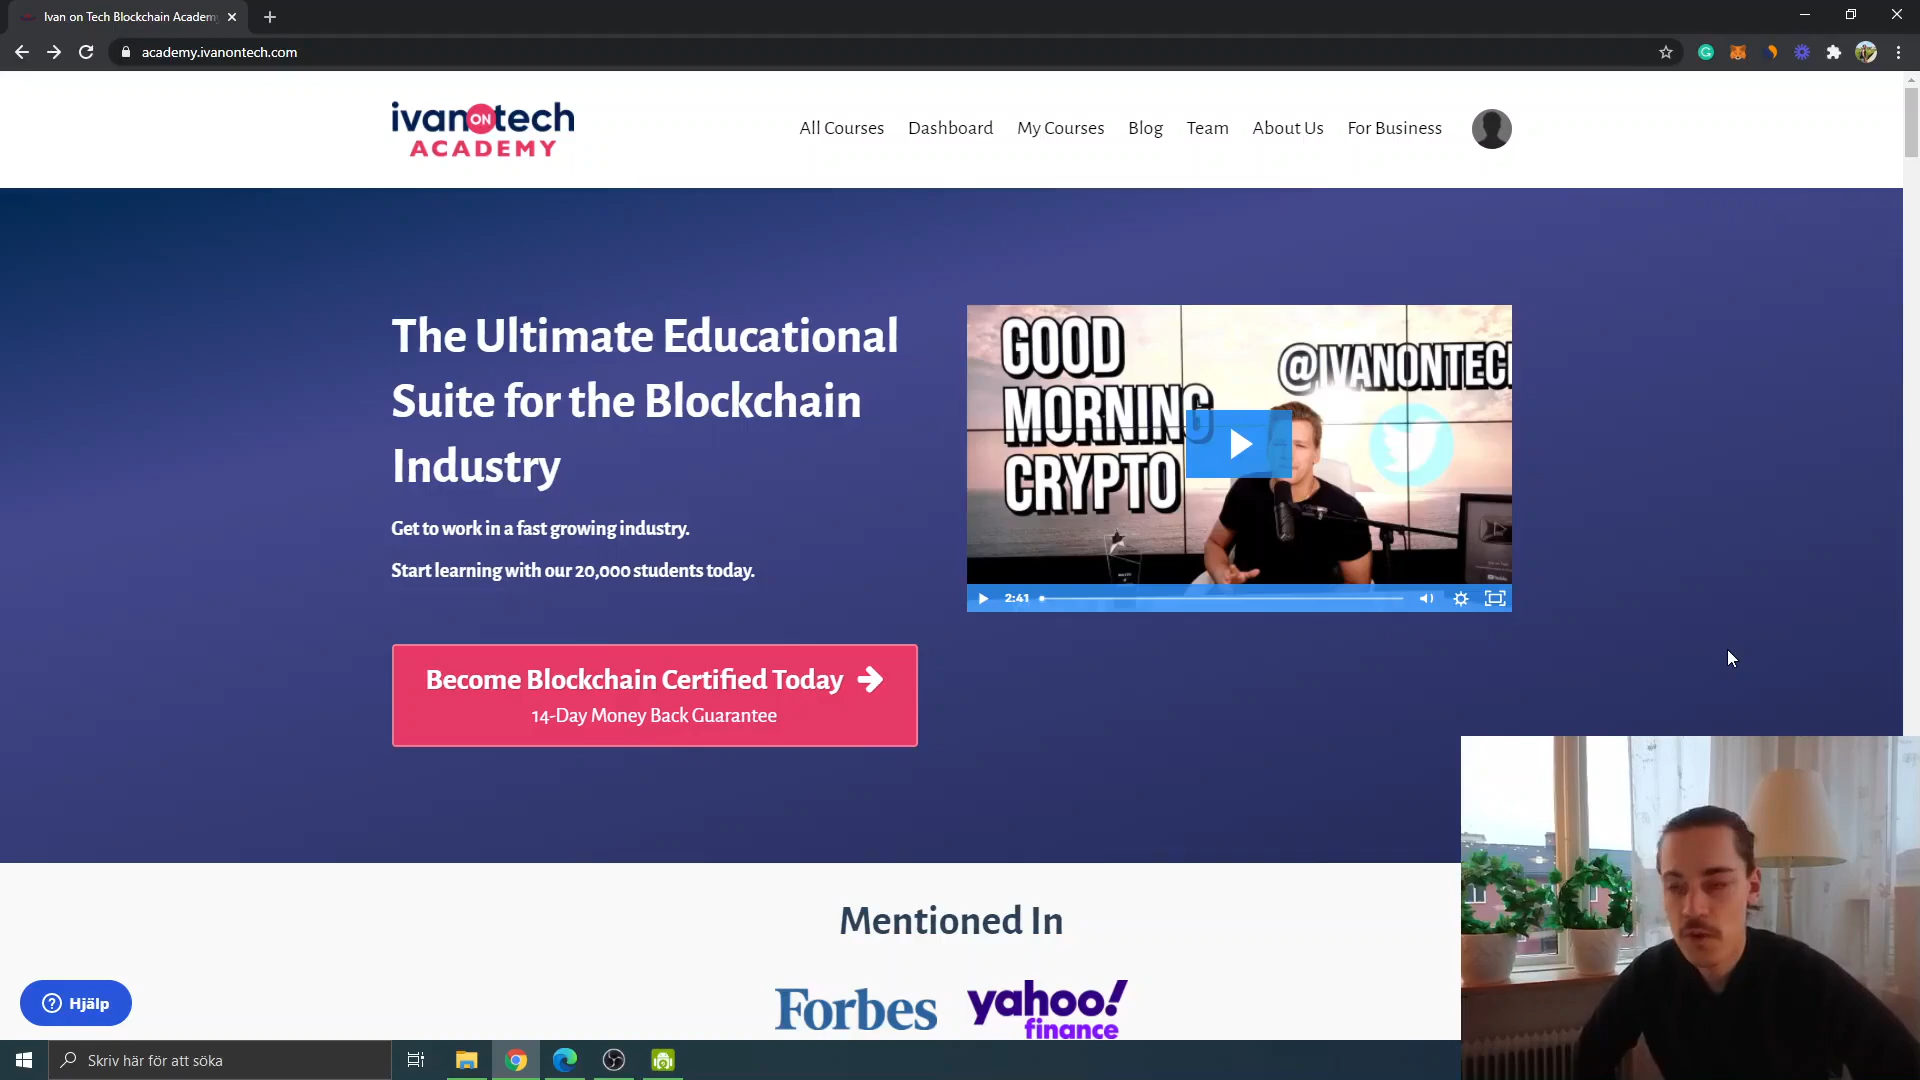 Ivan on Tech Blockchain Academy
academy.ivanontech.com
ivan ON tech
ACADEMY
All Courses
Dashboard
My Courses
Blog
Team
About Us
For Business
The Ultimate Educational
Suite for the Blockchain
Industry
Get to work in a fast growing industry.
Start learning with our 20,000 students today.
Become Blockchain Certified Today
14-Day Money Back Guarantee
GOOD
MORNING
CRYPTO
@IVANONTECH
2:41
Mentioned In
Forbes
yahoo!
finance
Hjälp
Skriv här för att söka